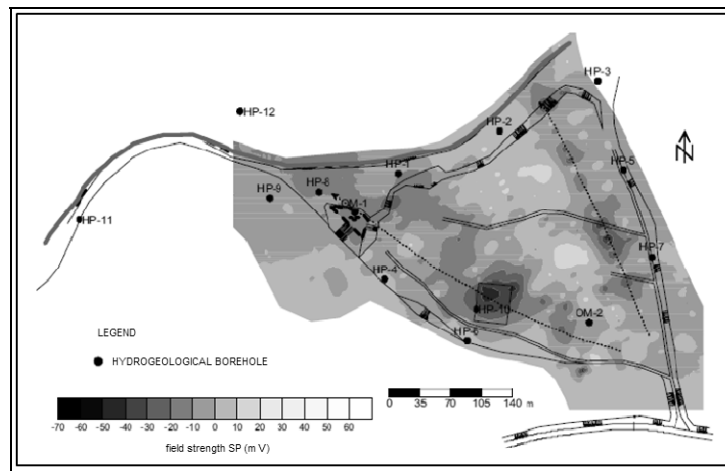 HP-3
HP-12
HP-2
HP-1
HP-5
N
HP-8
HP-9
OM-1
HP-11
HP-7
HP-4
HP-10
OM-2
HP-6
LEGEND
HYDROGEOLOGICAL BOREHOLE
-70 -60 -50 -40 -30 -20 -10 0 10 20 30 40 50 60
field strength SP (m V)
0 35 70 105 140 m